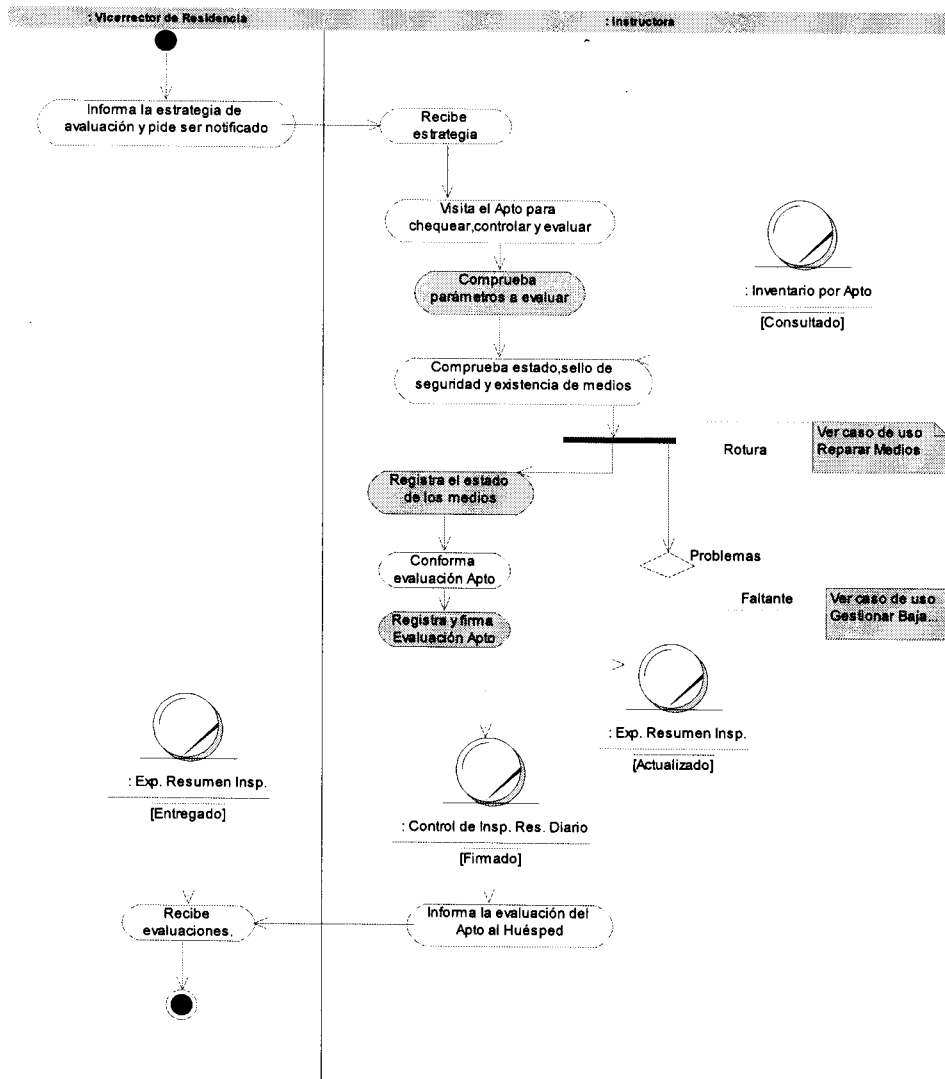 : Vicerrector de Residencia
: Instructora
Informa la estrategia de
avaluación y pide ser notificado
Recibe
estrategia
Visita el Apto para
chequear,controlar y evaluar
Comprueba
parámetros a evaluar
: Inventario por Apto
[Consultado]
Comprueba estado,sello de
seguridad y existencia de medios
Rotura
Ver caso de uso
Reparar Medios
Registra el estado
de los medios
Problemas
Conforma
evaluación Apto
Faltante
Ver caso de uso
Gestionar Baja...
Registra y firma
Evaluación Apto
: Exp. Resumen Insp.
[Actualizado]
: Exp. Resumen Insp.
[Entregado]
: Control de Insp. Res. Diario
[Firmado]
Recibe
evaluaciones.
Informa la evaluación del
Apto al Huésped